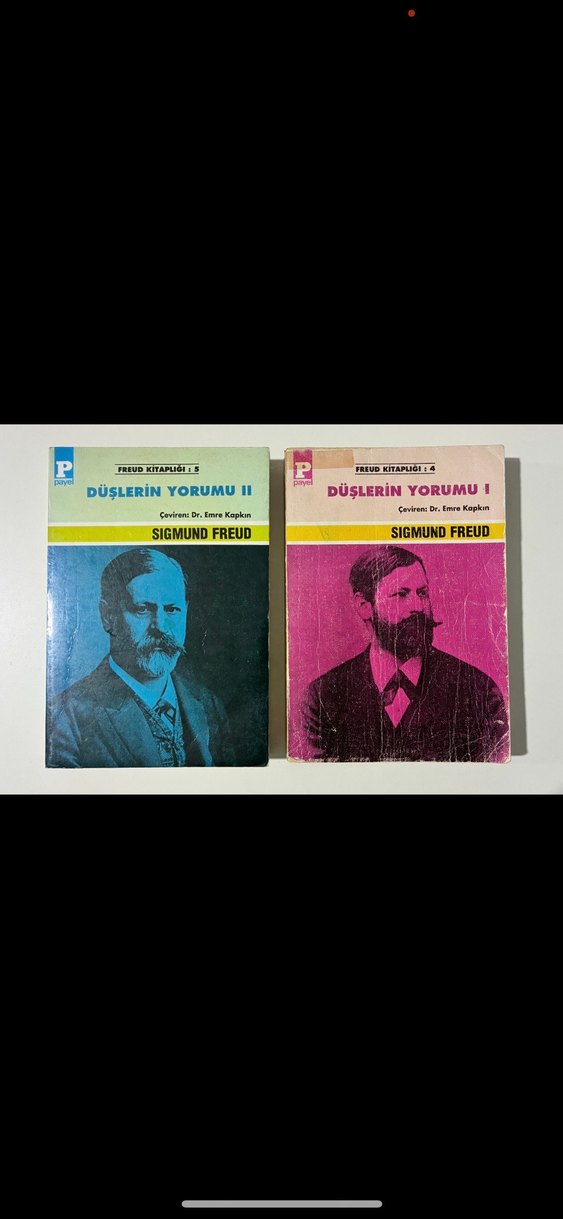 P
payel
FREUD KİTAPLIĞI : 5
DÜŞLERİN YORUMU II
Çeviren: Dr. Emre Kapkın
SIGMUND FREUD
P
payel
FREUD KİTAPLIĞI : 4
DÜŞLERİN YORUMU I
Çeviren: Dr. Emre Kapkın
SIGMUND FREUD